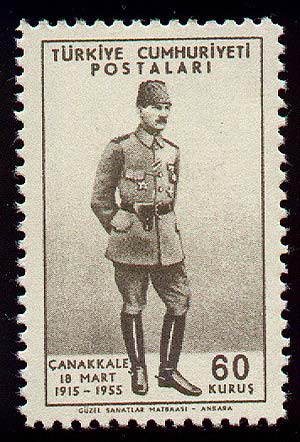 TÜRKİYE CUMHURİYETİ
POSTALARI
ÇANAKKALE
18 MART
1915 - 1955
60
KURUŞ
GÜZEL SANATLAR MATBAASI - ANKARA